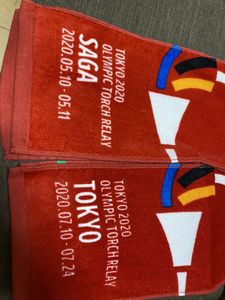 TOKYO 2020
OLYMPIC TORCH RELAY
SAGA
2020.05.10 - 05.11
TOKYO 2020
OLYMPIC TORCH RELAY
TOKYO
2020.07.10 - 07.24